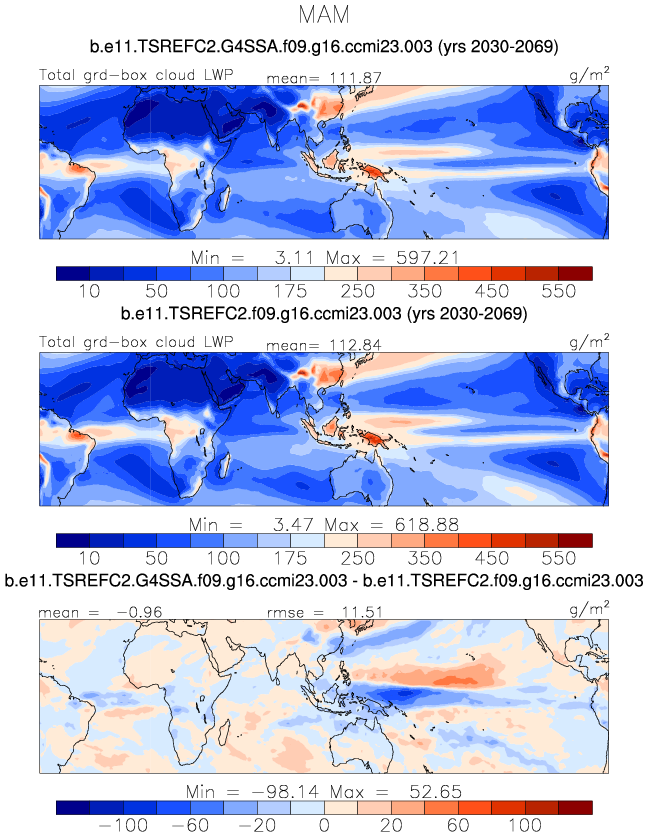 MAM
b.e11.TSREFC2.G4SSA.f09.g16.ccmi23.003 (yrs 2030-2069)
Total grd-box cloud LWP mean= 111.87 g/m²
Min = 3.11 Max = 597.21
10 50 100 175 250 350 450 550
b.e11.TSREFC2.f09.g16.ccmi23.003 (yrs 2030-2069)
Total grd-box cloud LWP mean= 112.84 g/m²
Min = 3.47 Max = 618.88
10 50 100 175 250 350 450 550
b.e11.TSREFC2.G4SSA.f09.g16.ccmi23.003 - b.e11.TSREFC2.f09.g16.ccmi23.003
mean = -0.96 rmse = 11.51 g/m²
Min = -98.14 Max = 52.65
-100 -60 -20 0 20 60 100